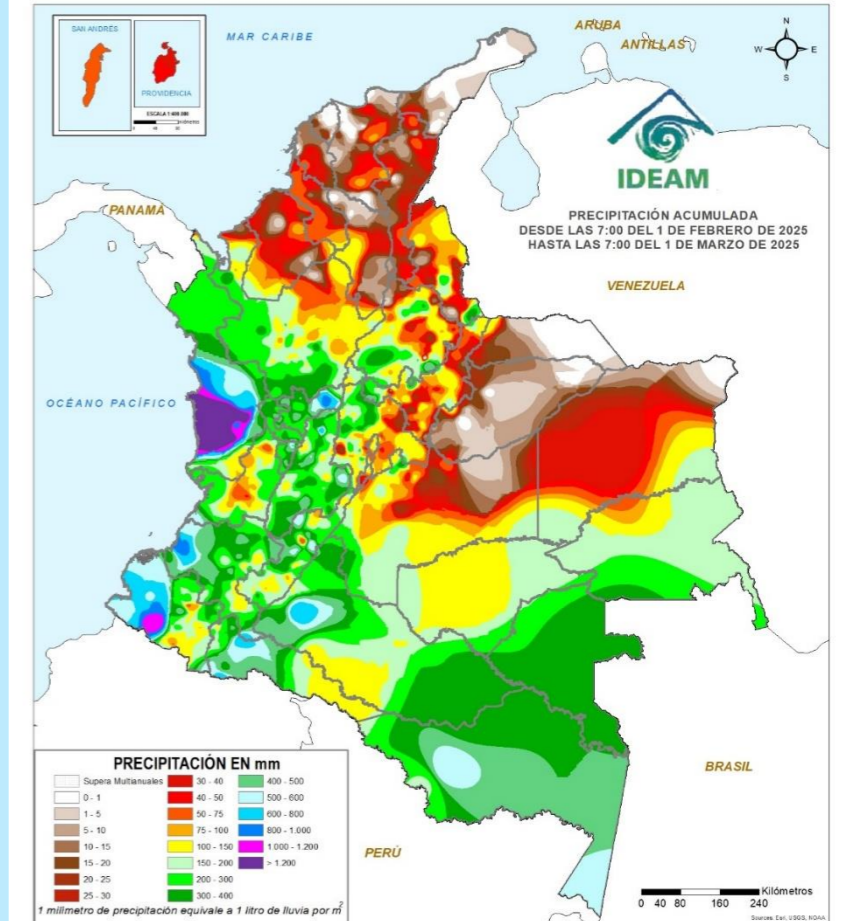 SAN ANDRÉS
PROVIDENCIA
ESCALA 1:400.000
Kilómetros
MAR CARIBE
ARUBA
ANTILLAS
N
W
E
S
IDEAM
PANAMÁ
PRECIPITACIÓN ACUMULADA
DESDE LAS 7:00 DEL 1 DE FEBRERO DE 2025
HASTA LAS 7:00 DEL 1 DE MARZO DE 2025
VENEZUELA
OCÉANO PACÍFICO
BRASIL
PERÚ
PRECIPITACIÓN EN mm
Supera Multianuales
0 - 1
1 - 5
5 - 10
10 - 15
15 - 20
20 - 25
25 - 30
30 - 40
40 - 50
50 - 75
75 - 100
100 - 150
150 - 200
200 - 300
300 - 400
400 - 500
500 - 600
600 - 800
800 - 1.000
1.000 - 1.200
> 1.200
1 milímetro de precipitación equivale a 1 litro de lluvia por m2
Kilómetros
0 40 80 160 240
Sources: Esri, USGS, NOAA